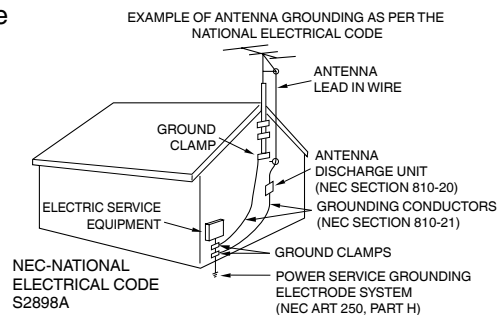 e
EXAMPLE OF ANTENNA GROUNDING AS PER THE
NATIONAL ELECTRICAL CODE
ANTENNA
LEAD IN WIRE
GROUND
CLAMP
ANTENNA
DISCHARGE UNIT
(NEC SECTION 810-20)
ELECTRIC SERVICE
EQUIPMENT
GROUNDING CONDUCTORS
(NEC SECTION 810-21)
GROUND CLAMPS
NEC-NATIONAL
ELECTRICAL CODE
S2898A
POWER SERVICE GROUNDING
ELECTRODE SYSTEM
(NEC ART 250, PART H)